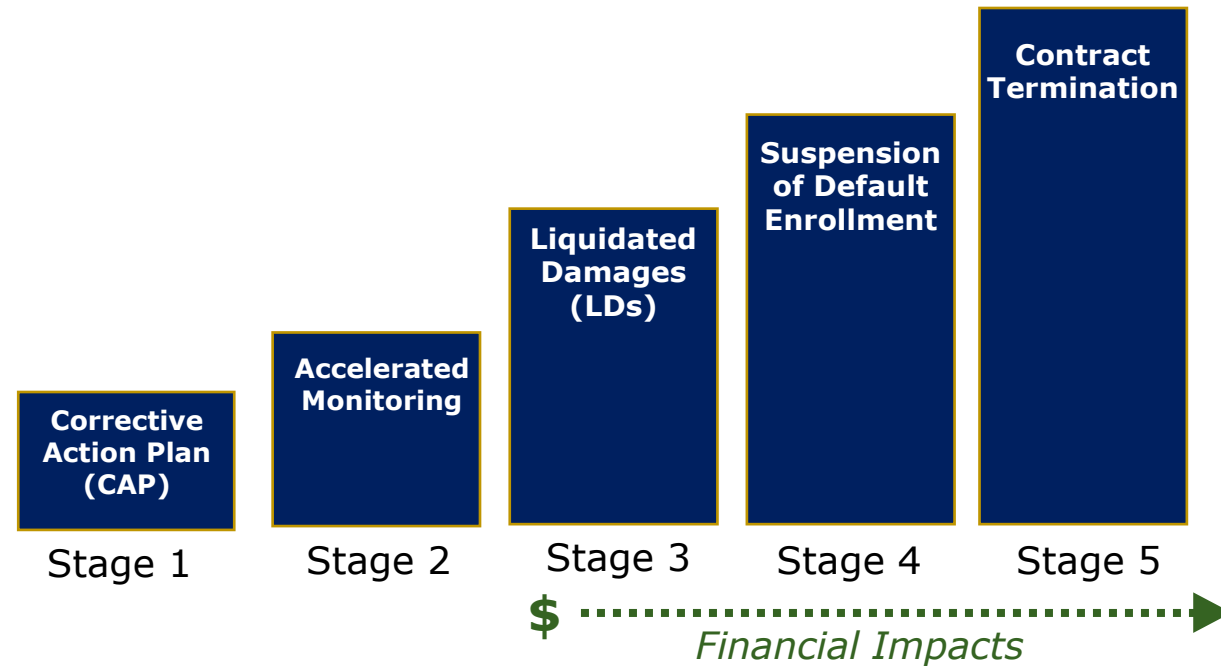 Corrective
Action Plan
(CAP)
Stage 1
Accelerated
Monitoring
Stage 2
Liquidated
Damages
(LDs)
Stage 3
Suspension
of Default
Enrollment
Stage 4
Contract
Termination
Stage 5
$
Financial Impacts